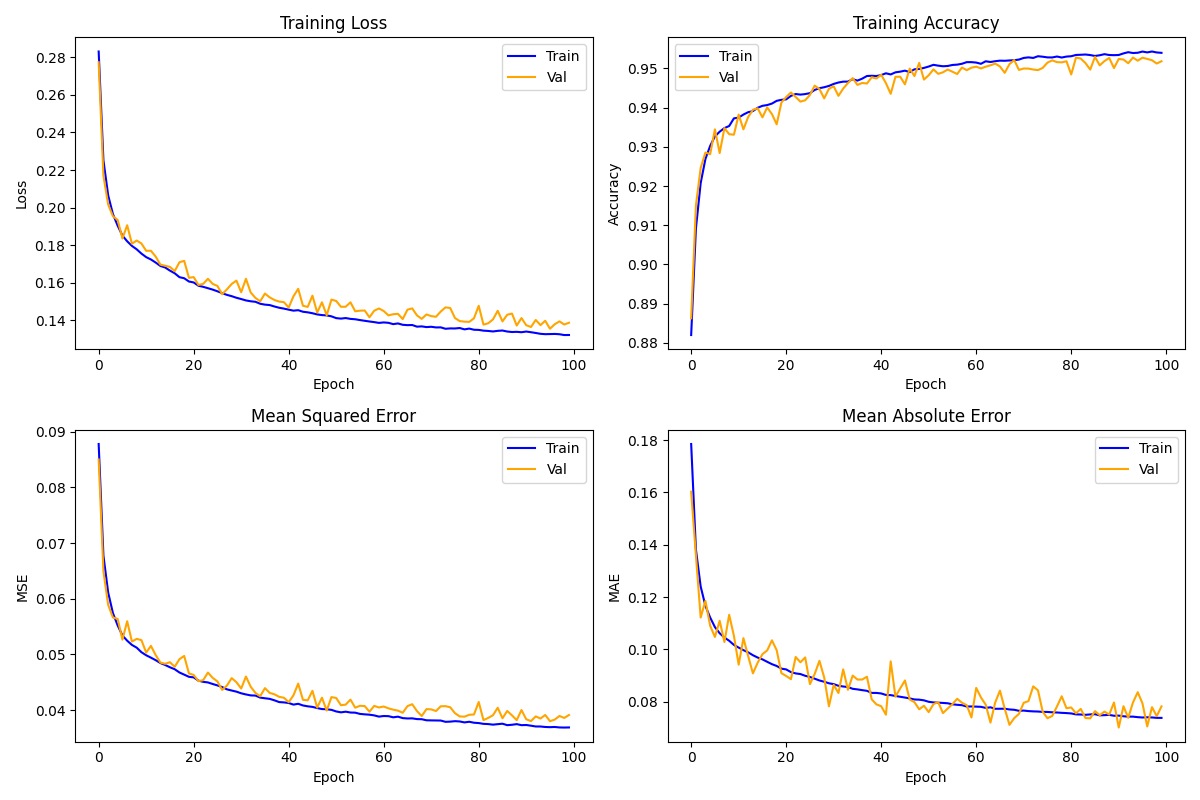 Training Loss
Loss
0.28
0.26
0.24
0.22
0.20
0.18
0.16
0.14
Train
Val
0 20 40 60 80 100
Epoch
Training Accuracy
Accuracy
0.95
0.94
0.93
0.92
0.91
0.90
0.89
0.88
Train
Val
0 20 40 60 80 100
Epoch
Mean Squared Error
MSE
0.09
0.08
0.07
0.06
0.05
0.04
Train
Val
0 20 40 60 80 100
Epoch
Mean Absolute Error
MAE
0.18
0.16
0.14
0.12
0.10
0.08
Train
Val
0 20 40 60 80 100
Epoch